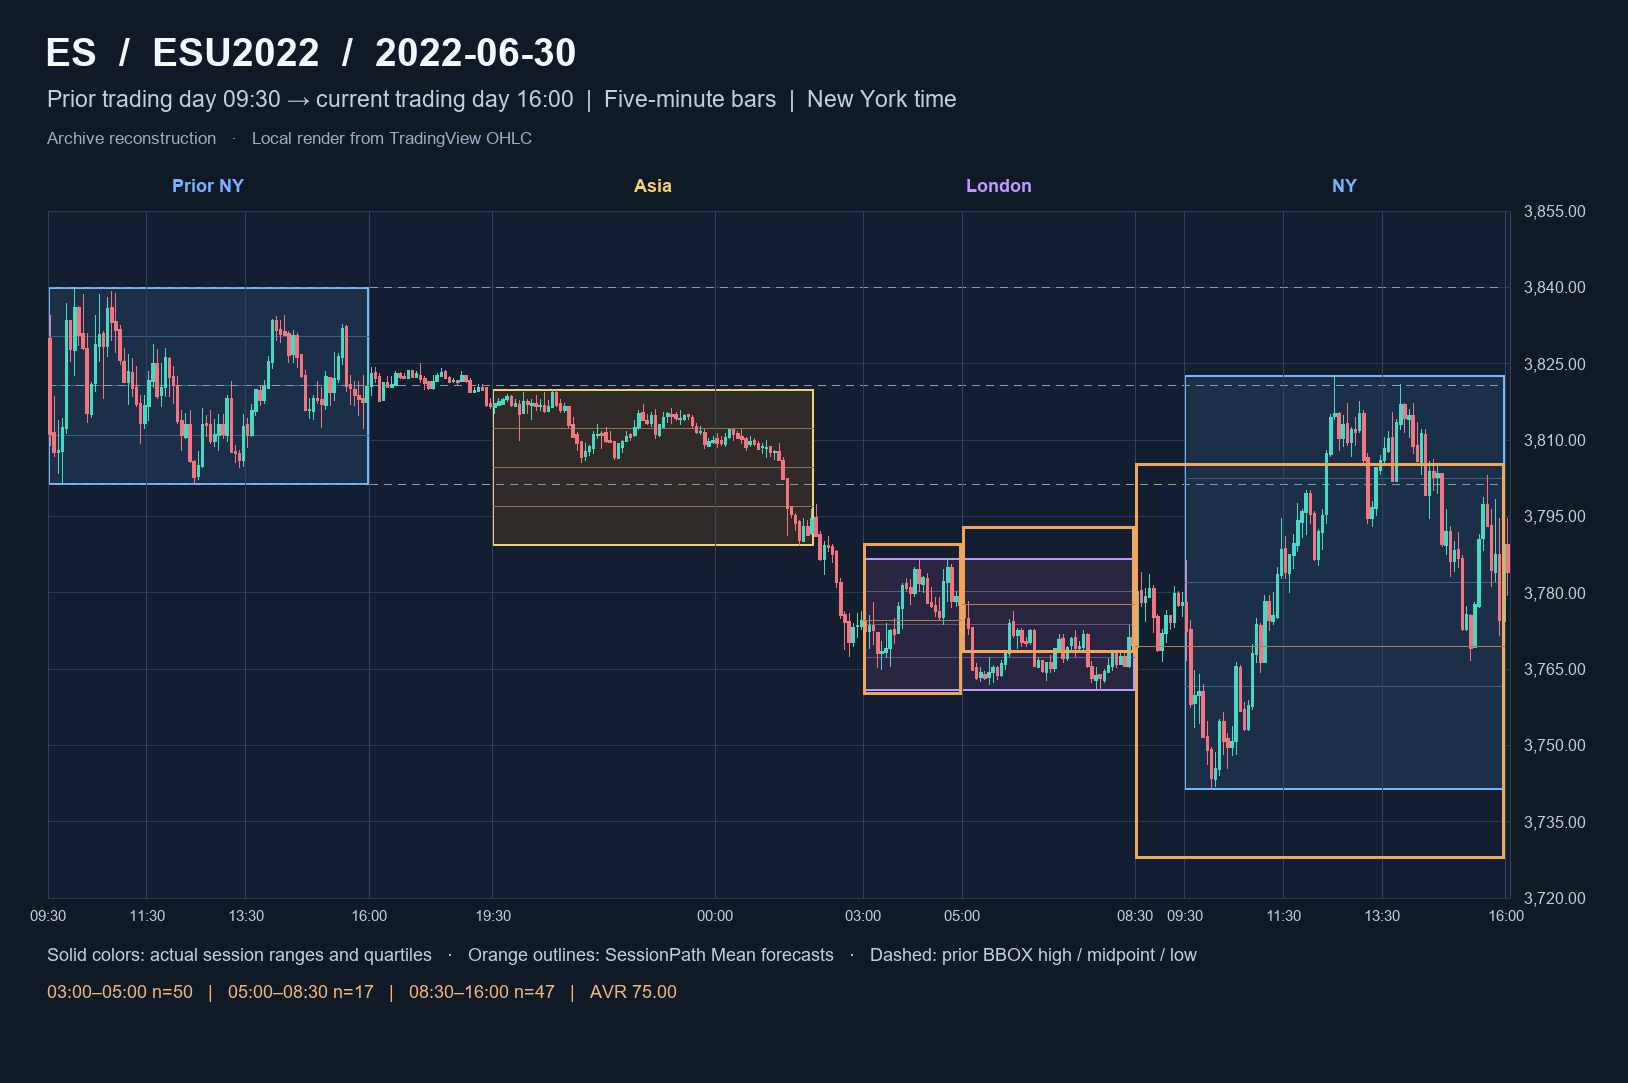 ES / ESU2022 / 2022-06-30
Prior trading day 09:30 → current trading day 16:00 | Five-minute bars | New York time
Archive reconstruction · Local render from TradingView OHLC
Prior NY Asia London NY
3,855.00
3,840.00
3,825.00
3,810.00
3,795.00
3,780.00
3,765.00
3,750.00
3,735.00
3,720.00
09:30 11:30 13:30 16:00 19:30 00:00 03:00 05:00 08:30 09:30 11:30 13:30 16:00
Solid colors: actual session ranges and quartiles · Orange outlines: SessionPath Mean forecasts · Dashed: prior BBOX high / midpoint / low
03:00–05:00 n=50 | 05:00–08:30 n=17 | 08:30–16:00 n=47 | AVR 75.00